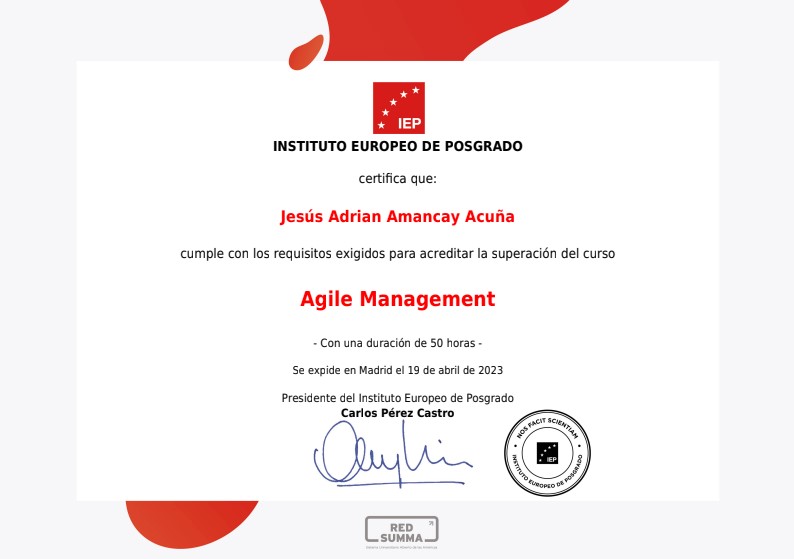 IEP
INSTITUTO EUROPEO DE POSGRADO
certifica que:
Jesús Adrian Amancay Acuña
cumple con los requisitos exigidos para acreditar la superación del curso
Agile Management
- Con una duración de 50 horas -
Se expide en Madrid el 19 de abril de 2023
Presidente del Instituto Europeo de Posgrado
Carlos Pérez Castro
NOS FACIT SCIENTIAM
IEP
INSTITUTO EUROPEO DE POSGRADO
RED
SUMMA